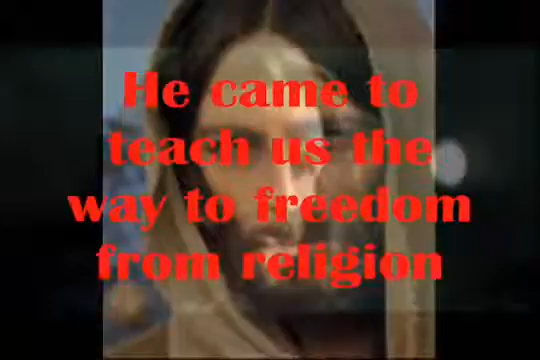 He came to
teach us the
way to freedom
from religion